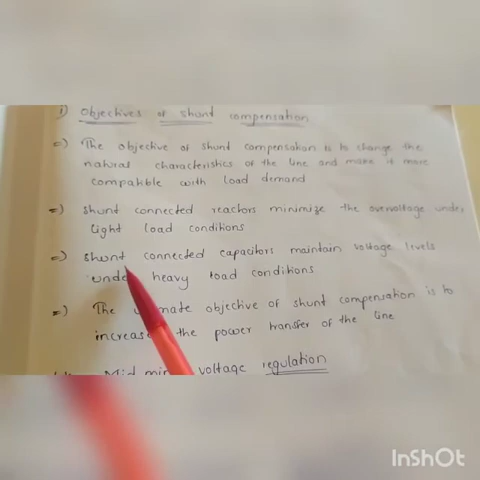 i) Objectives of shunt compensation
=) The objective of shunt compensation is to change the
natural characteristics of the line and make it more
compatible with load demand
=) shunt connected reactors minimize the overvoltage under
light load conditions
=) shunt connected capacitors maintain voltage levels
under heavy load conditions
=) The objective of shunt compensation is to
increase the power transfer of the line
voltage regulation
InShOt